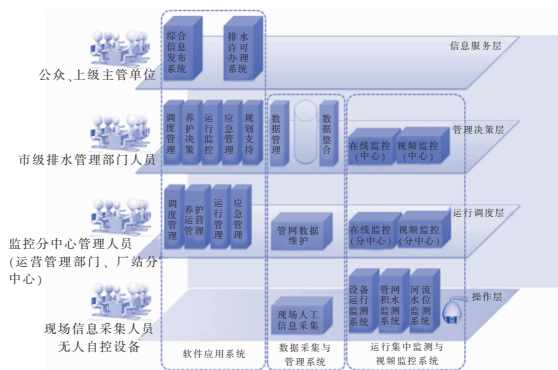 综合
信息
发布
系统
排水
许可
办理
系统
信息服务层
公众、上级主管单位
调度管理
养护决策
运行监控
应急管理
规划支持
数据管理
数据整合
在线监控
(中心)
视频监控
(中心)
管理决策层
市级排水管理部门人员
调度管理
养护运营管理
运行管理
应急管理
管网数据
维护
在线监控
(分中心)
视频监控
(分中心)
运行调度层
监控分中心管理人员
(运营管理部门、厂站分
中心)
现场人工
信息采集
设备
运行
监测
系统
管网
积水
监测
系统
河流
水位
监测
系统
操作层
现场信息采集人员
无人自控设备
软件应用系统
数据采集与
管理系统
运行集中监测与
视频监控系统